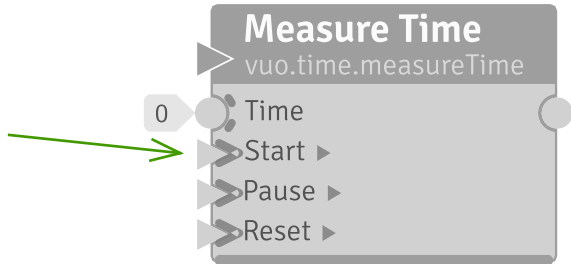 Measure Time
vuo.time.measureTime
0 Time
Start
Pause
Reset